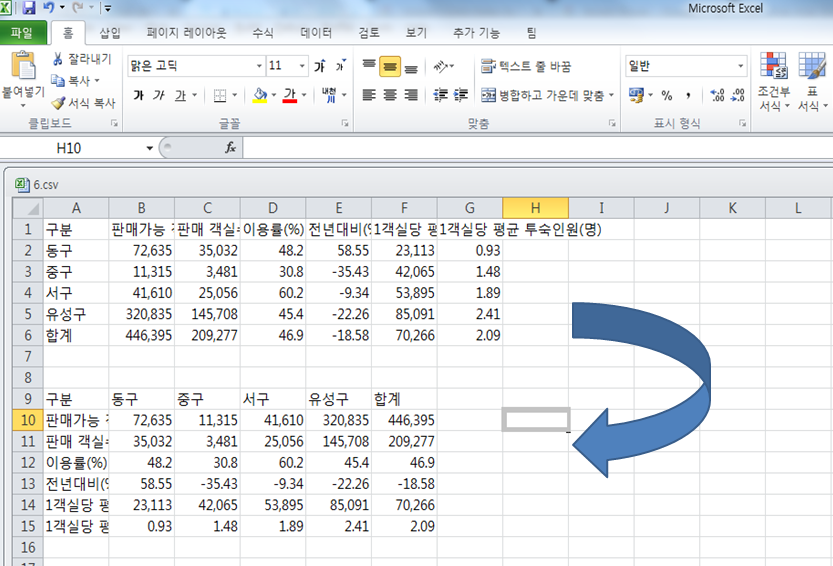 Microsoft Excel
파일 홈 삽입 페이지 레이아웃 수식 데이터 검토 보기 추가 기능 팀
붙여넣기 잘라내기 복사 서식 복사 클립보드
맑은 고딕 11 가 가
가 가 가 가 내천
글꼴
텍스트 줄 바꿈
병합하고 가운데 맞춤
맞춤
일반
% ,
표시 형식
조건부 서식 표 서식
H10 fx
6.csv
A B C D E F G H I J K L
1 구분 판매가능 판매 객실 이용률(%) 전년대비(% 1객실당 평 1객실당 평균 투숙인원(명)
2 동구 72,635 35,032 48.2 58.55 23,113 0.93
3 중구 11,315 3,481 30.8 -35.43 42,065 1.48
4 서구 41,610 25,056 60.2 -9.34 53,895 1.89
5 유성구 320,835 145,708 45.4 -22.26 85,091 2.41
6 합계 446,395 209,277 46.9 -18.58 70,266 2.09
7
8
9 구분 동구 중구 서구 유성구 합계
10 판매가능 72,635 11,315 41,610 320,835 446,395
11 판매 객실 35,032 3,481 25,056 145,708 209,277
12 이용률(%) 48.2 30.8 60.2 45.4 46.9
13 전년대비(% 58.55 -35.43 -9.34 -22.26 -18.58
14 1객실당 평 23,113 42,065 53,895 85,091 70,266
15 1객실당 평 0.93 1.48 1.89 2.41 2.09
16